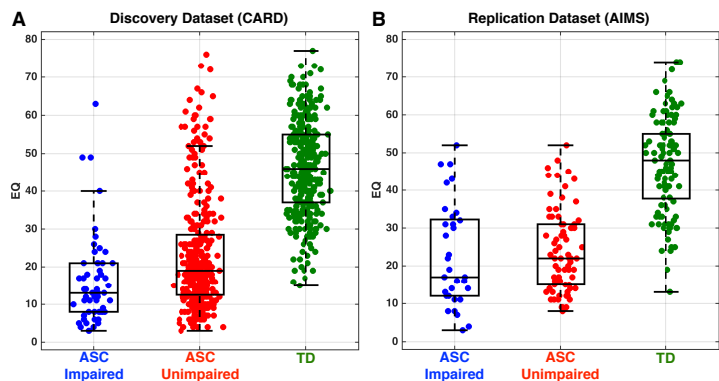 A
Discovery Dataset (CARD)
80
70
60
50
40
30
20
10
0
EQ
ASC
Impaired
ASC
Unimpaired
TD
B
Replication Dataset (AIMS)
80
70
60
50
40
30
20
10
0
EQ
ASC
Impaired
ASC
Unimpaired
TD